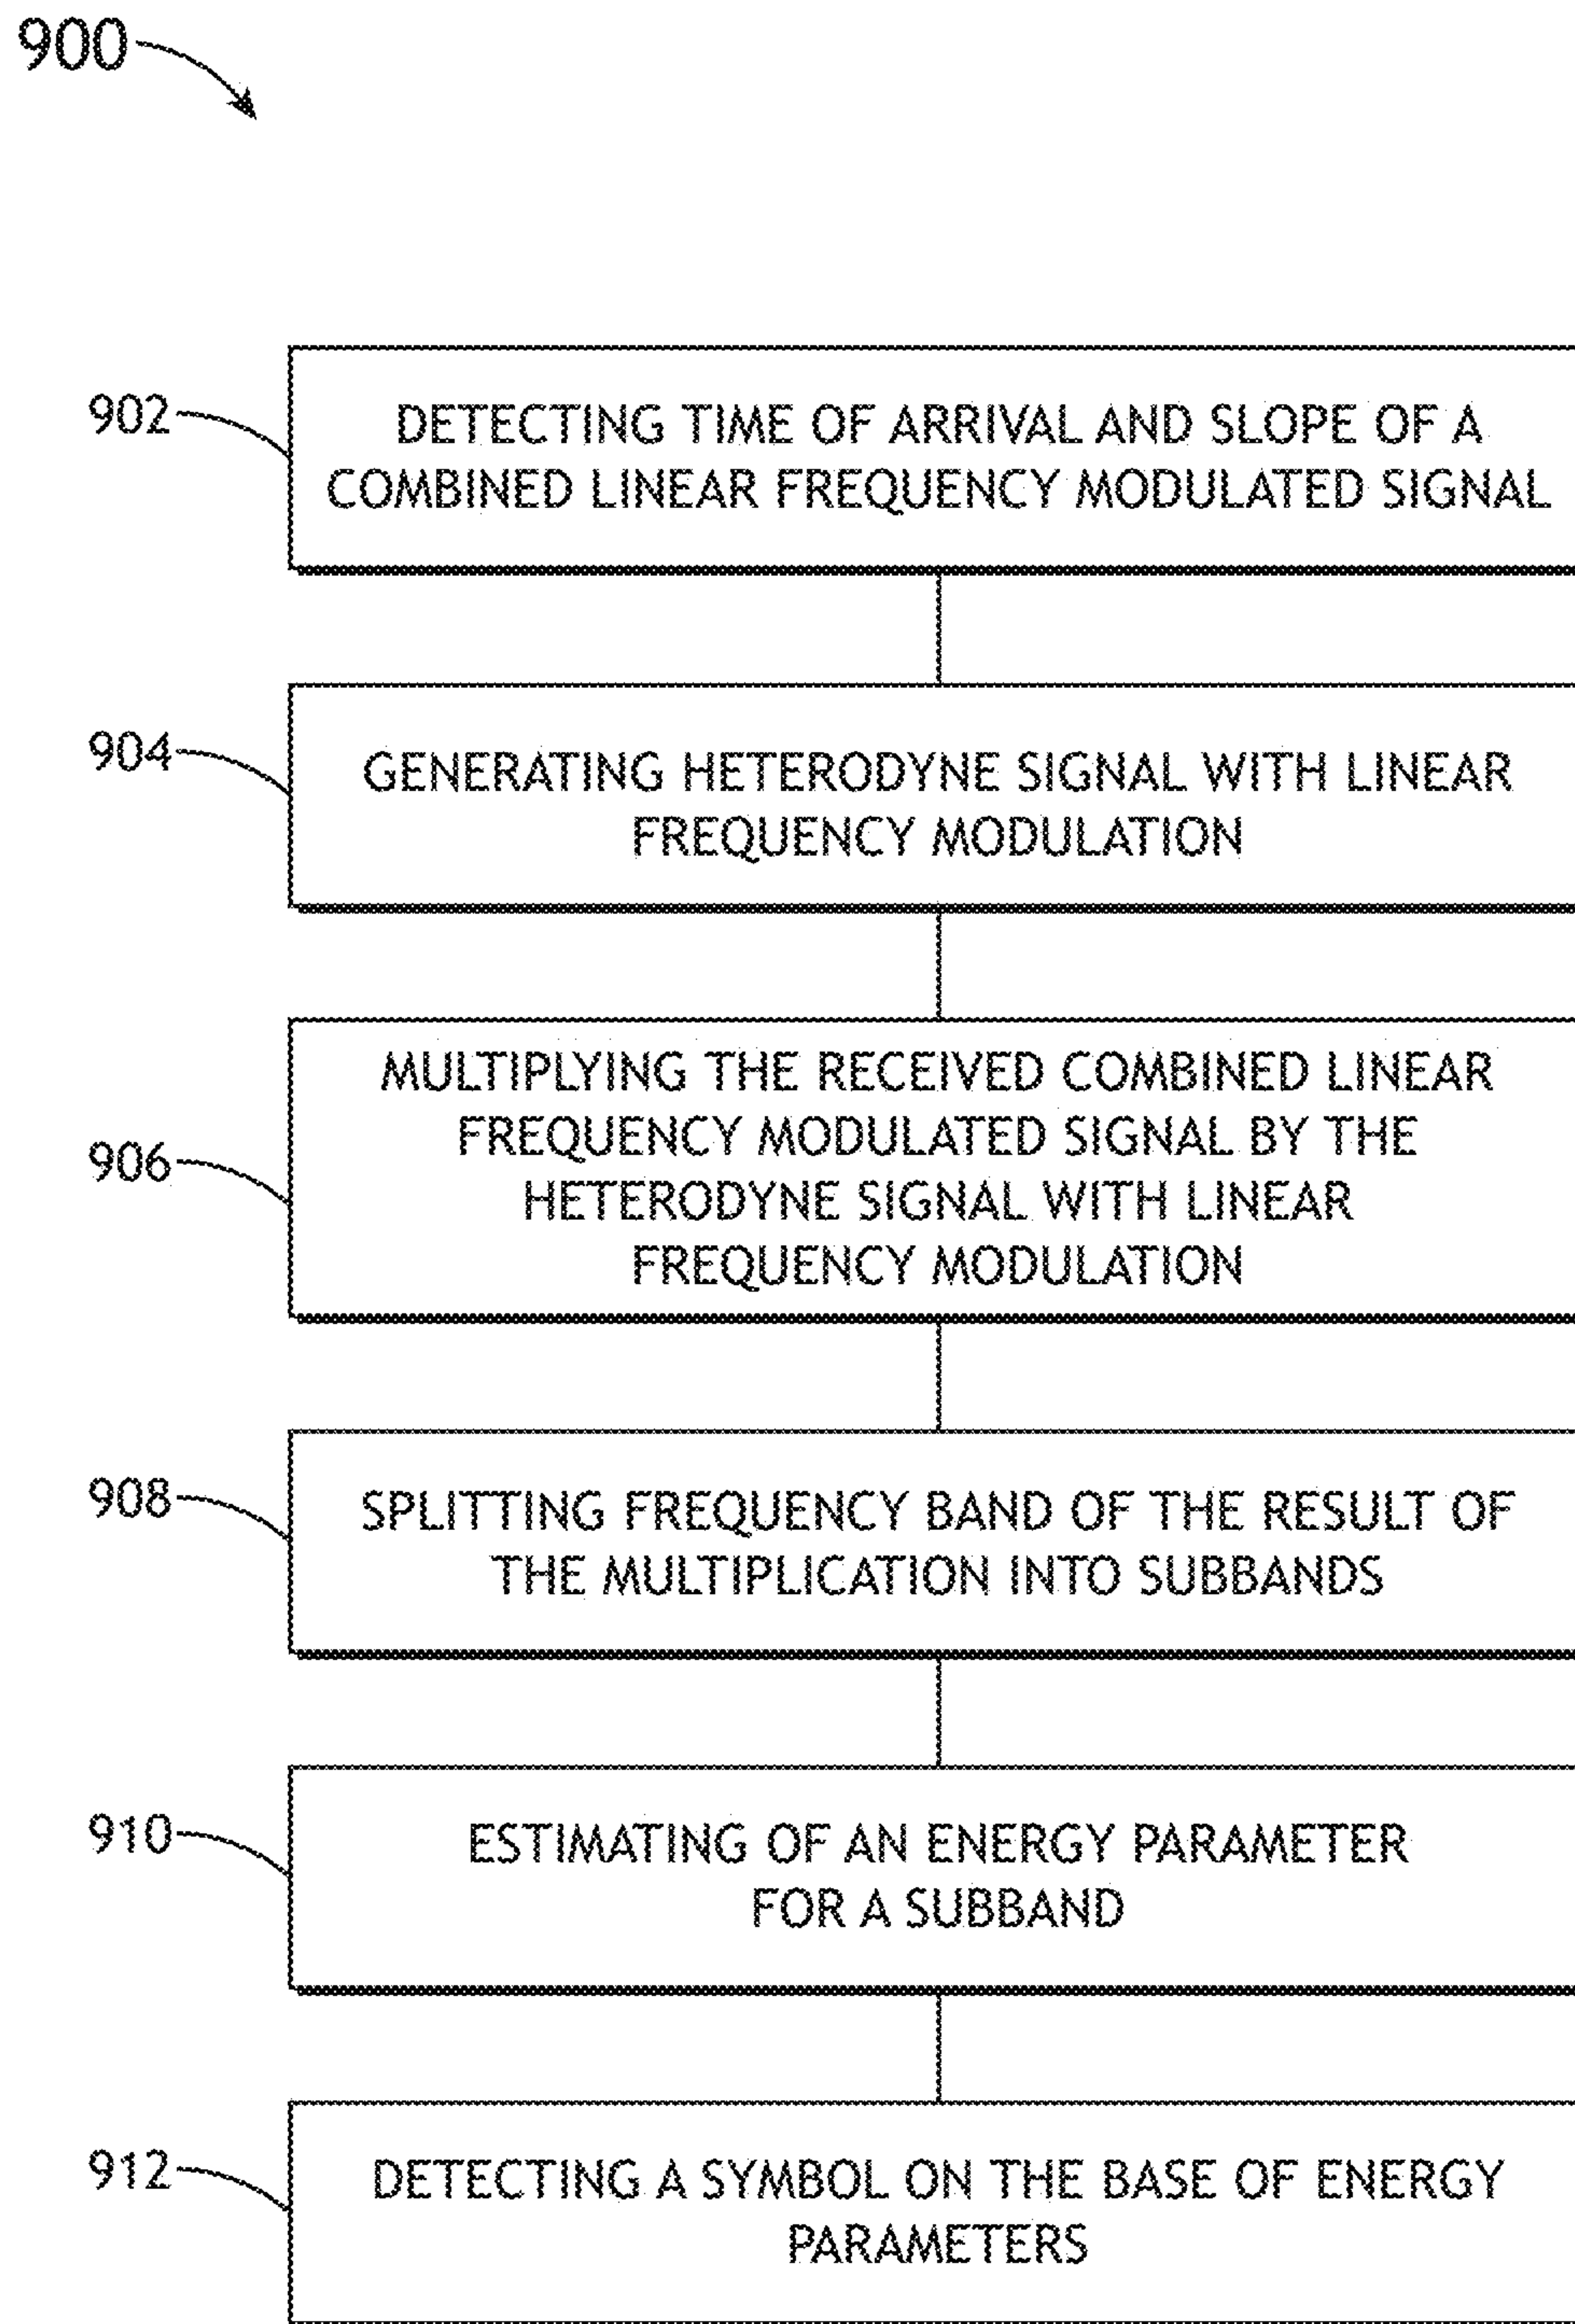 900
902
DETECTING TIME OF ARRIVAL AND SLOPE OF A
COMBINED LINEAR FREQUENCY MODULATED SIGNAL
904
GENERATING HETERODYNE SIGNAL WITH LINEAR
FREQUENCY MODULATION
906
MULTIPLYING THE RECEIVED COMBINED LINEAR
FREQUENCY MODULATED SIGNAL BY THE
HETERODYNE SIGNAL WITH LINEAR
FREQUENCY MODULATION
908
SPLITTING FREQUENCY BAND OF THE RESULT OF
THE MULTIPLICATION INTO SUBBANDS
910
ESTIMATING OF AN ENERGY PARAMETER
FOR A SUBBAND
912
DETECTING A SYMBOL ON THE BASE OF ENERGY
PARAMETERS